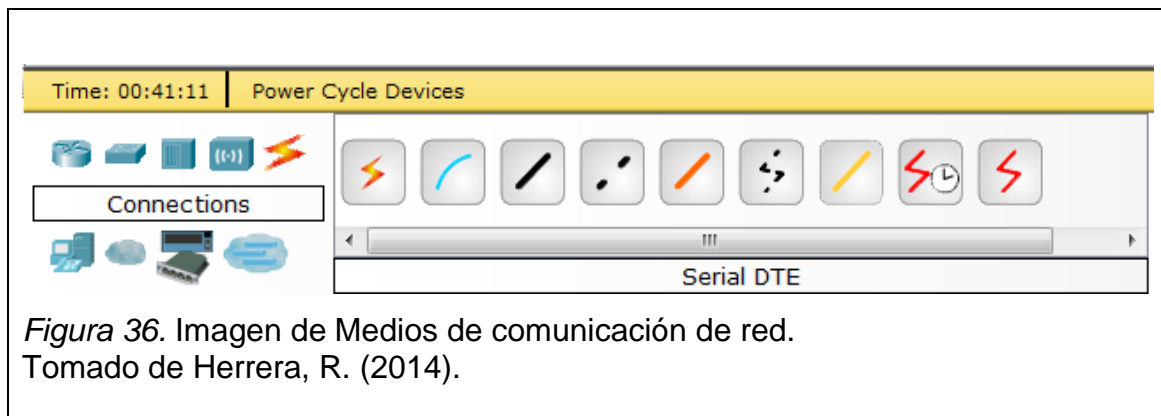 Time: 00:41:11 Power Cycle Devices
Connections
Serial DTE
Figura 36. Imagen de Medios de comunicación de red.
Tomado de Herrera, R. (2014).